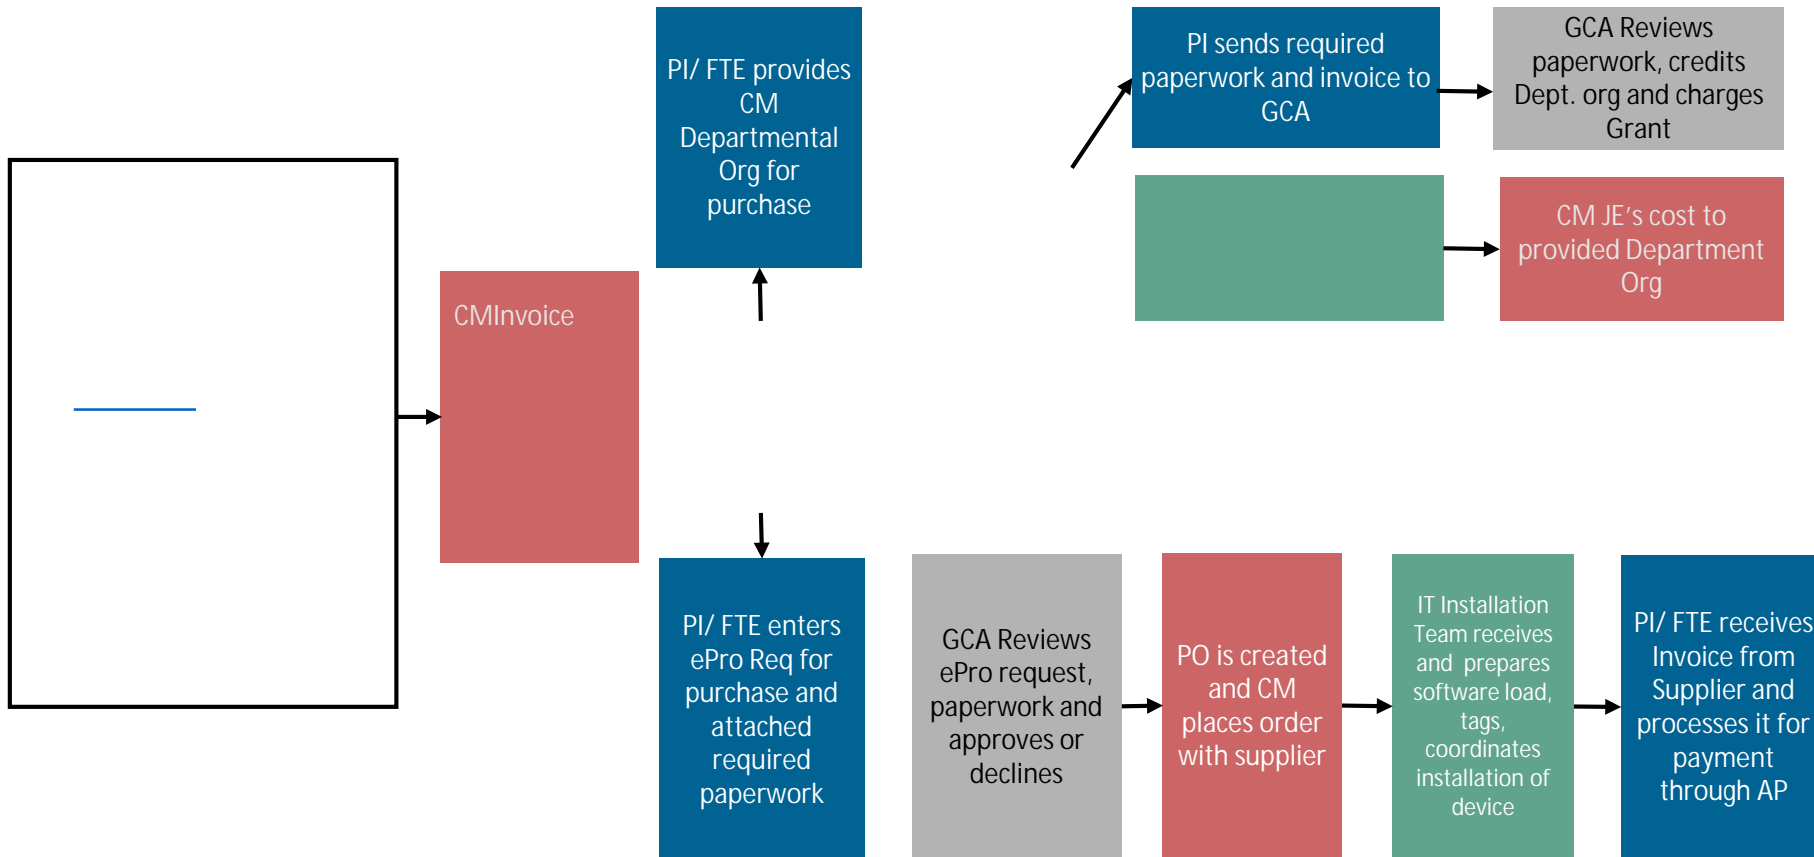 PI/ FTE provides
CM
Departmental
Org for
purchase
PI sends required
paperwork and invoice to
GCA
GCA Reviews
paperwork, credits
Dept. org and charges
Grant
CM JE’s cost to
provided Department
Org
CMInvoice
PI/ FTE enters
ePro Req for
purchase and
attached
required
paperwork
GCA Reviews
ePro request,
paperwork and
approves or
declines
PO is created
and CM
places order
with supplier
IT Installation
Team receives
and prepares
software load,
tags,
coordinates
installation of
device
PI/ FTE receives
Invoice from
Supplier and
processes it for
payment
through AP